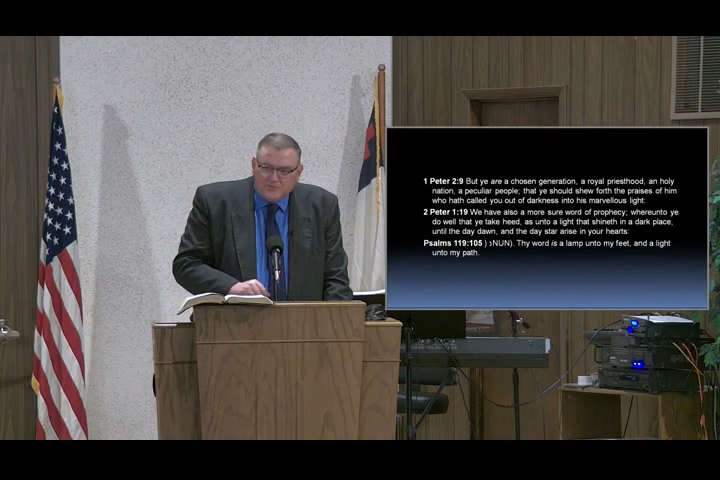 1 Peter 2:9 But ye are a chosen generation, a royal priesthood, an holy
nation, a peculiar people; that ye should shew forth the praises of him
who hath called you out of darkness into his marvellous light:
2 Peter 1:19 We have also a more sure word of prophecy; whereunto ye
do well that ye take heed, as unto a light that shineth in a dark place,
until the day dawn, and the day star arise in your hearts:
Psalms 119:105 ) נNUN). Thy word is a lamp unto my feet, and a light
unto my path.